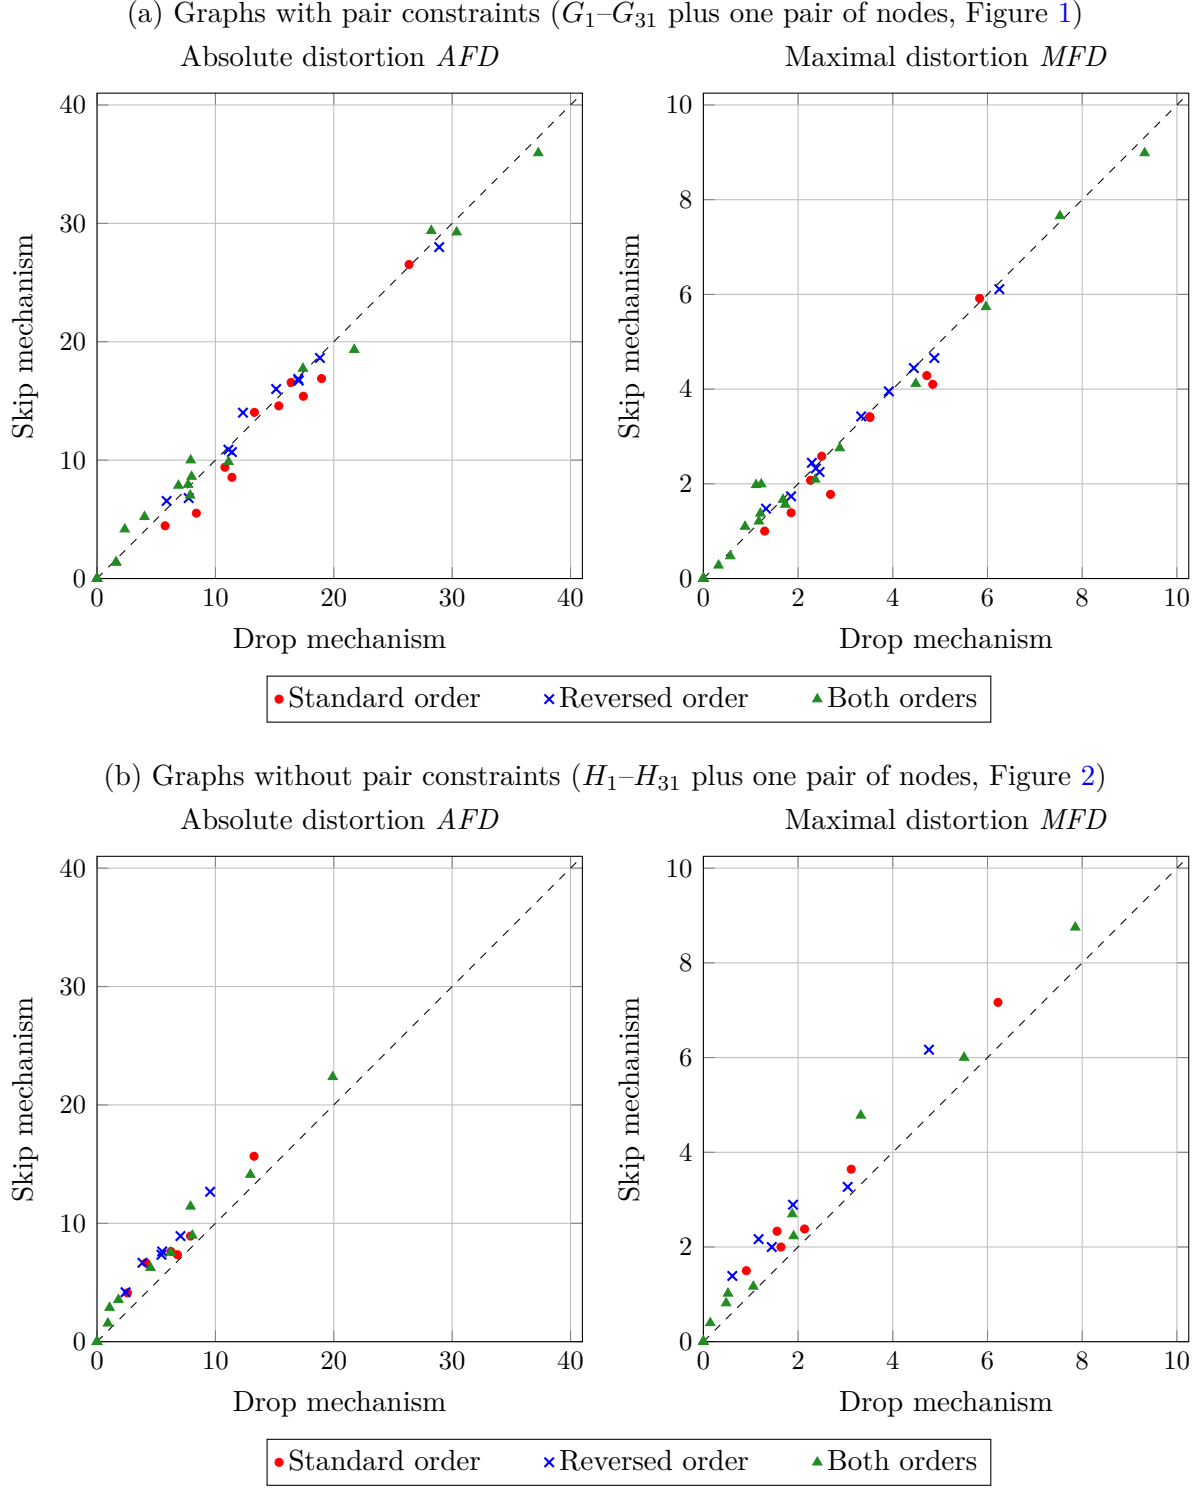 (a) Graphs with pair constraints (G1–G31 plus one pair of nodes, Figure 1)
Absolute distortion AFD
Maximal distortion MFD
40
30
20
10
0
Skip mechanism
0 10 20 30 40
Drop mechanism
10
8
6
4
2
0
Skip mechanism
0 2 4 6 8 10
Drop mechanism
Standard order Reversed order Both orders
(b) Graphs without pair constraints (H1–H31 plus one pair of nodes, Figure 2)
Absolute distortion AFD
Maximal distortion MFD
40
30
20
10
0
Skip mechanism
0 10 20 30 40
Drop mechanism
10
8
6
4
2
0
Skip mechanism
0 2 4 6 8 10
Drop mechanism
Standard order Reversed order Both orders